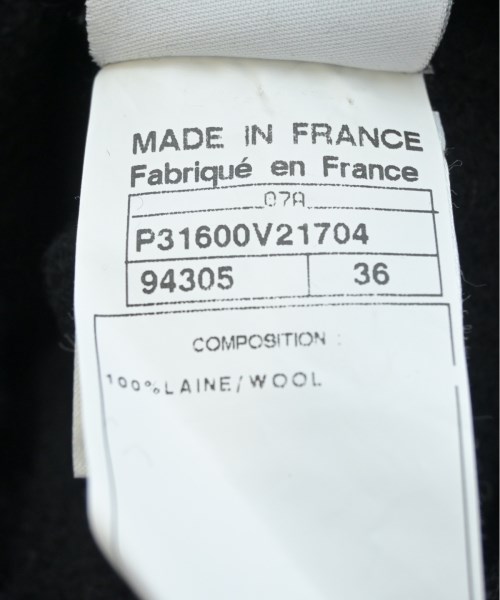 MADE IN FRANCE
Fabriqué en France
07A
P31600V21704
94305 36
COMPOSITION :
100%LAINE/WOOL